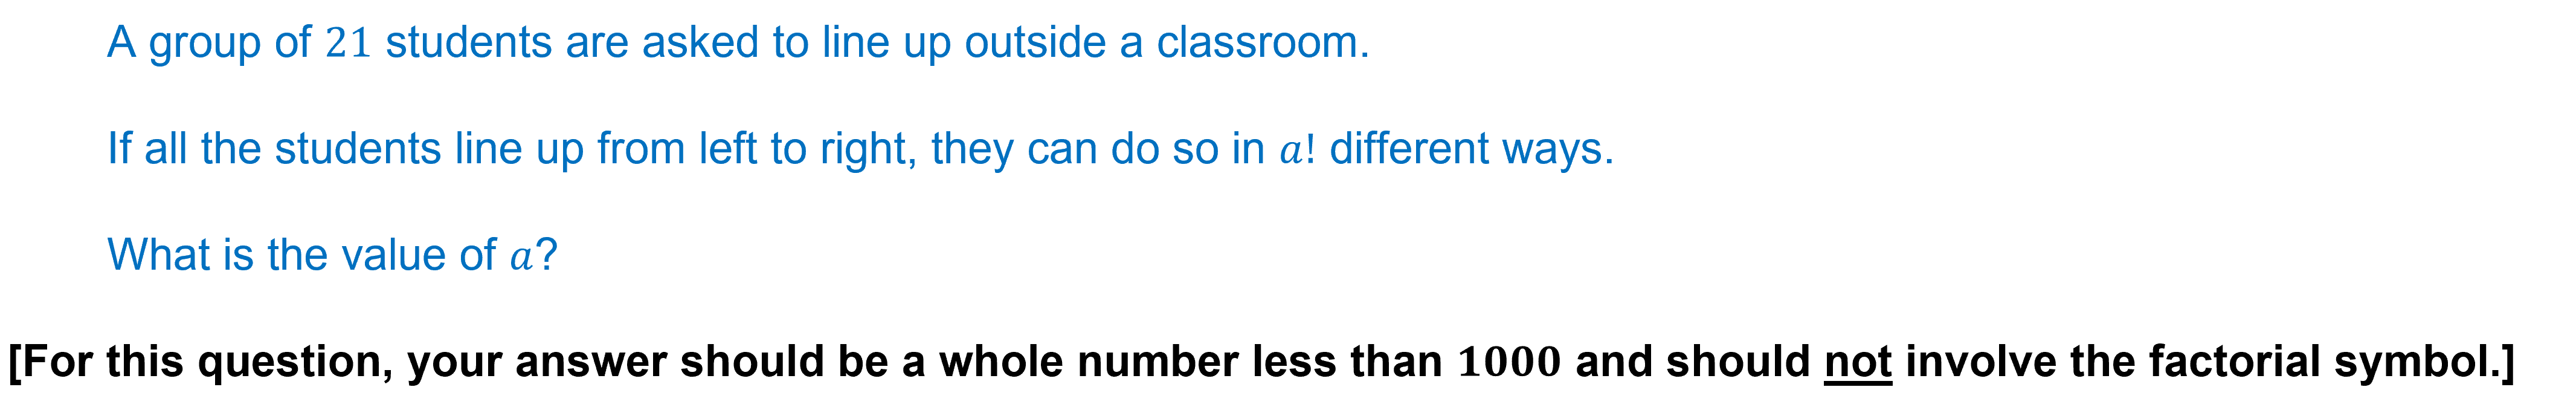 A group of 21 students are asked to line up outside a classroom.
If all the students line up from left to right, they can do so in a! different ways.
What is the value of a?
[For this question, your answer should be a whole number less than 1000 and should not involve the factorial symbol.]